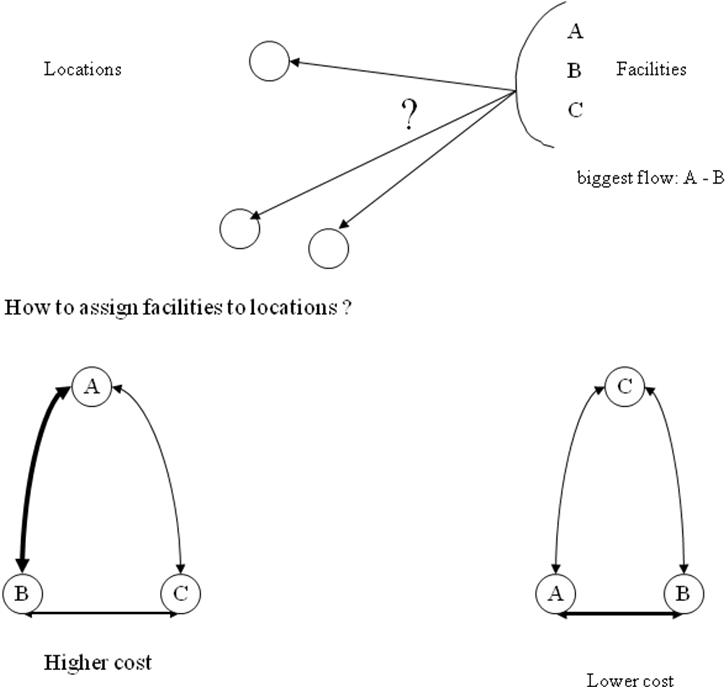 A
Locations
B
Facilities
?
C
biggest flow: A - B
How to assign facilities to locations ?
A
C
B
C
A
B
Higher cost
Lower cost